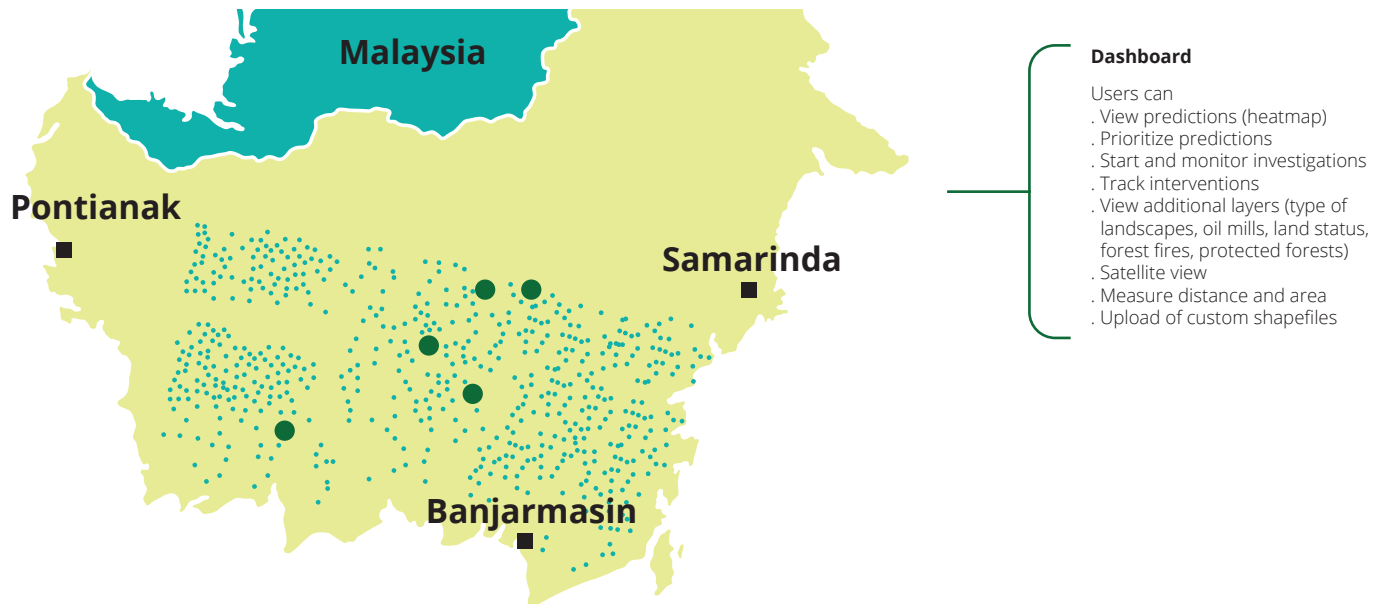 Malaysia
Pontianak
Samarinda
Banjarmasin
Dashboard
Users can
. View predictions (heatmap)
. Prioritize predictions
. Start and monitor investigations
. Track interventions
. View additional layers (type of
landscapes, oil mills, land status,
forest fires, protected forests)
. Satellite view
. Measure distance and area
. Upload of custom shapefiles